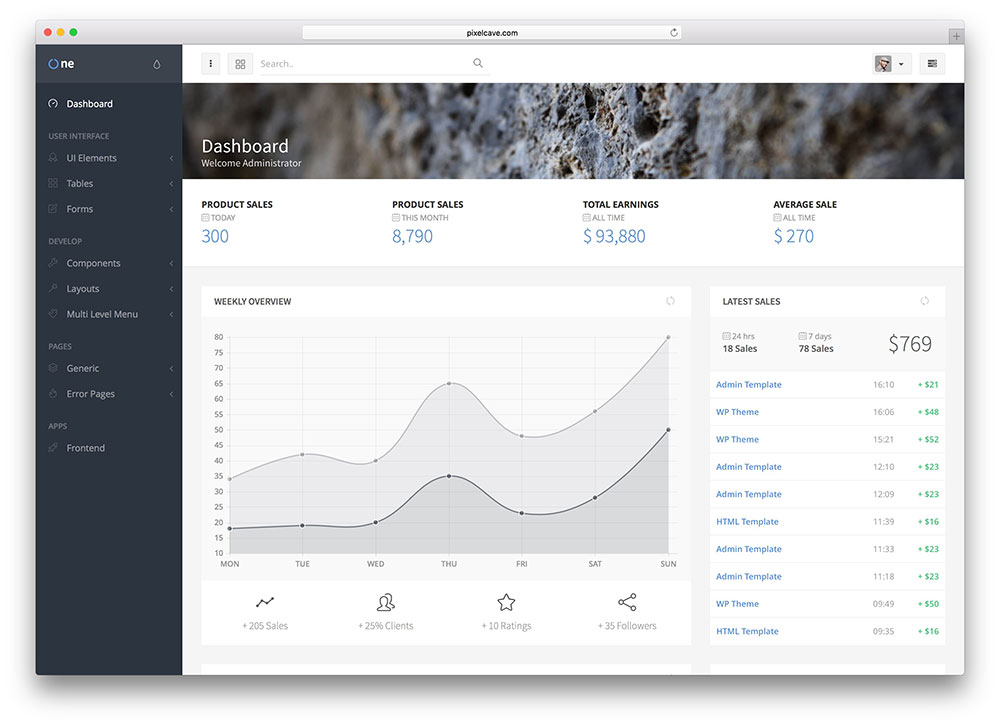 pixelcave.com
One
Search..
Dashboard
USER INTERFACE
UI Elements
Tables
Forms
DEVELOP
Components
Layouts
Multi Level Menu
PAGES
Generic
Error Pages
APPS
Frontend
Dashboard
Welcome Administrator
PRODUCT SALES
TODAY
300
PRODUCT SALES
THIS MONTH
8,790
TOTAL EARNINGS
ALL TIME
$ 93,880
AVERAGE SALE
ALL TIME
$ 270
WEEKLY OVERVIEW
80
75
70
65
60
55
50
45
40
35
30
25
20
15
10
MON TUE WED THU FRI SAT SUN
+ 205 Sales
+ 25% Clients
+ 10 Ratings
+ 35 Followers
LATEST SALES
24 hrs
18 Sales
7 days
78 Sales
$769
Admin Template 16:10 + $21
WP Theme 16:06 + $48
WP Theme 15:21 + $52
Admin Template 12:10 + $23
Admin Template 12:09 + $23
HTML Template 11:39 + $16
Admin Template 11:33 + $23
Admin Template 11:18 + $23
WP Theme 09:49 + $50
HTML Template 09:35 + $16